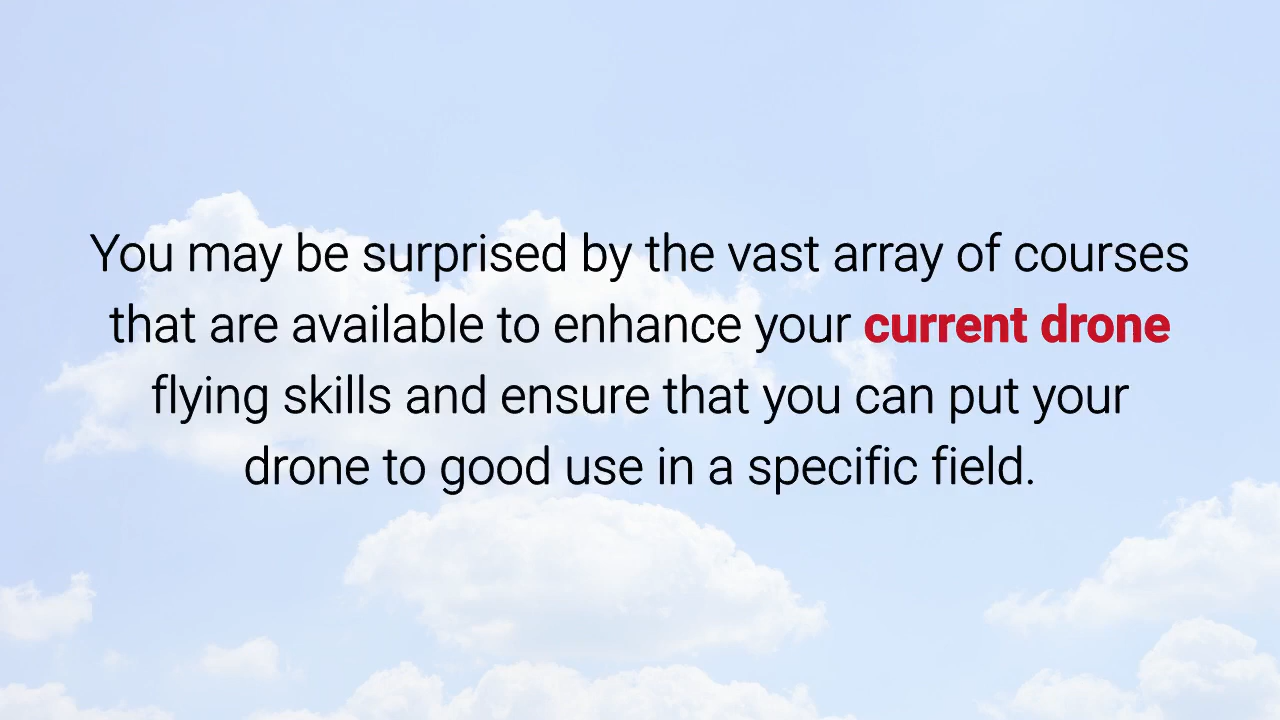 You may be surprised by the vast array of courses
that are available to enhance your current drone
flying skills and ensure that you can put your
drone to good use in a specific field.